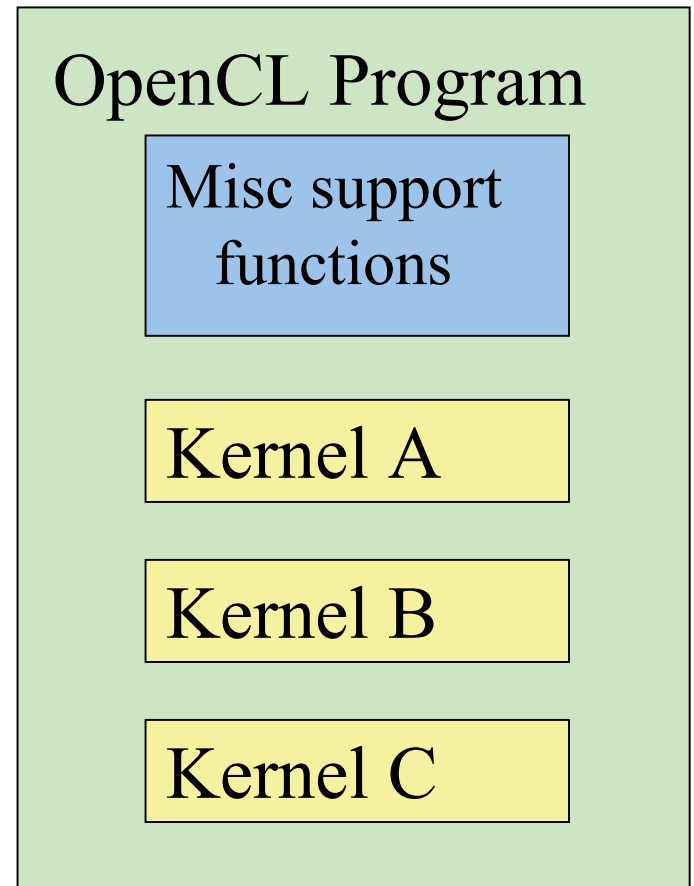 OpenCL Program
Misc support
functions
Kernel A
Kernel B
Kernel C